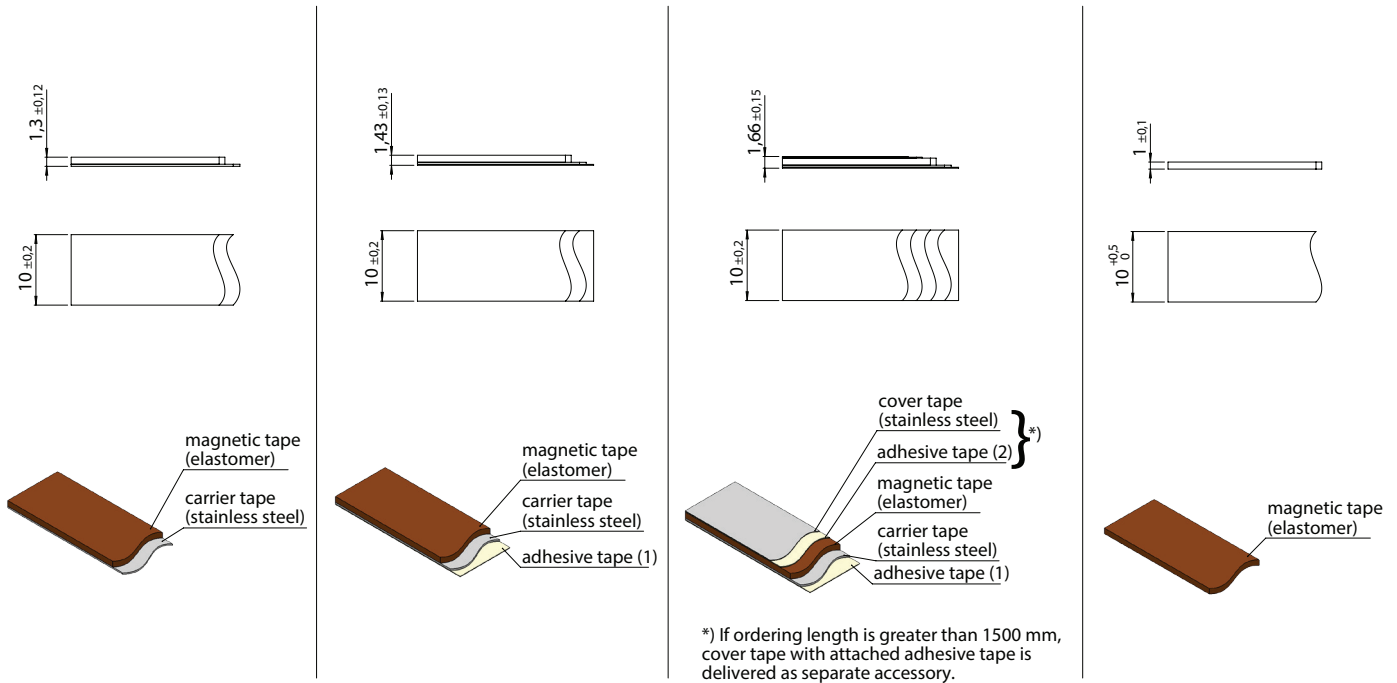 1,3 ±0,12
10 ±0,2
magnetic tape
(elastomer)
carrier tape
(stainless steel)
1,43 ±0,13
10 ±0,2
magnetic tape
(elastomer)
carrier tape
(stainless steel)
adhesive tape (1)
1,66 ±0,15
10 ±0,2
cover tape
(stainless steel)
adhesive tape (2)
*)
magnetic tape
(elastomer)
carrier tape
(stainless steel)
adhesive tape (1)
*) If ordering length is greater than 1500 mm,
cover tape with attached adhesive tape is
delivered as separate accessory.
1 ±0,1
10 +0,5 0
magnetic tape
(elastomer)